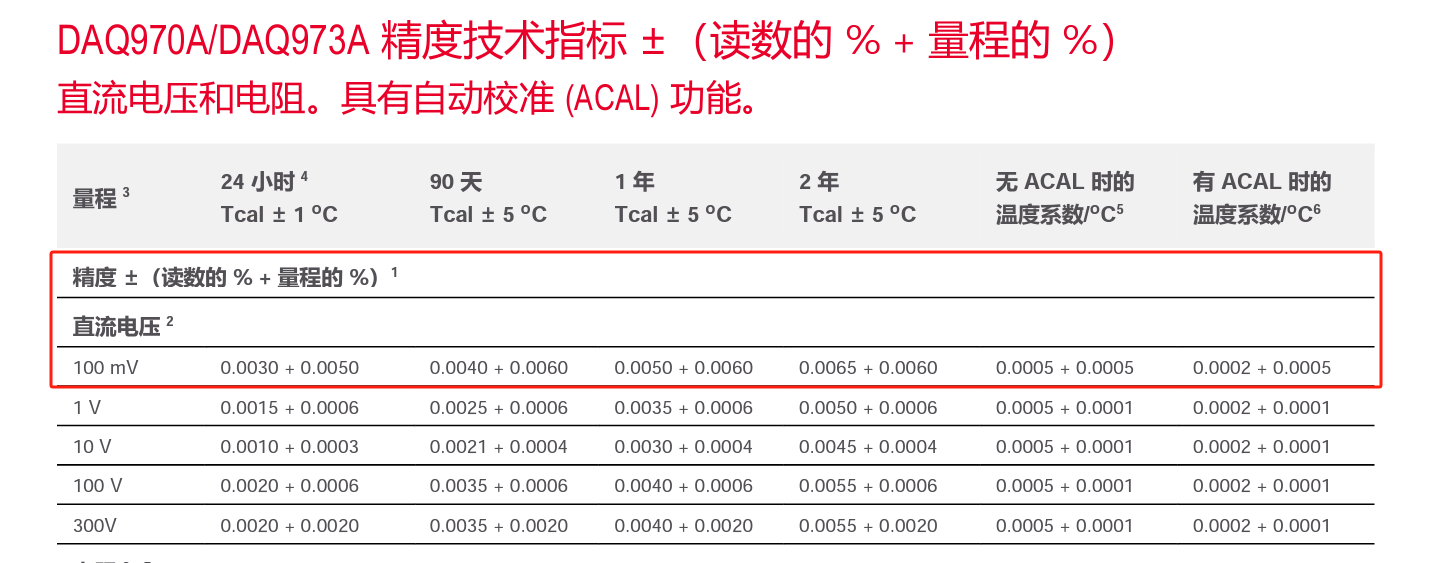 DAQ970A/DAQ973A 精度技术指标 ±（读数的 % + 量程的 %）
直流电压和电阻。具有自动校准 (ACAL) 功能。
量程 3 24 小时 4 90 天 1 年 2 年 无 ACAL 时的 有 ACAL 时的
Tcal ± 1 ºC Tcal ± 5 ºC Tcal ± 5 ºC Tcal ± 5 ºC 温度系数/ºC5 温度系数/ºC6
精度 ±（读数的 % + 量程的 %）1
直流电压 2
100 mV 0.0030 + 0.0050 0.0040 + 0.0060 0.0050 + 0.0060 0.0065 + 0.0060 0.0005 + 0.0005 0.0002 + 0.0005
1 V 0.0015 + 0.0006 0.0025 + 0.0006 0.0035 + 0.0006 0.0050 + 0.0006 0.0005 + 0.0001 0.0002 + 0.0001
10 V 0.0010 + 0.0003 0.0021 + 0.0004 0.0030 + 0.0004 0.0045 + 0.0004 0.0005 + 0.0001 0.0002 + 0.0001
100 V 0.0020 + 0.0006 0.0035 + 0.0006 0.0040 + 0.0006 0.0055 + 0.0006 0.0005 + 0.0001 0.0002 + 0.0001
300V 0.0020 + 0.0020 0.0035 + 0.0020 0.0040 + 0.0020 0.0055 + 0.0020 0.0005 + 0.0001 0.0002 + 0.0001